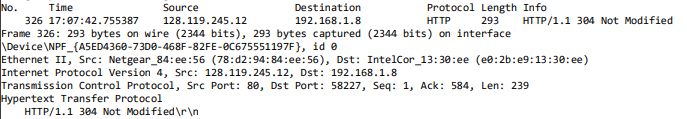 No. Time Source Destination Protocol Length Info
326 17:07:42.755387 128.119.245.12 192.168.1.8 HTTP 293 HTTP/1.1 304 Not Modified
Frame 326: 293 bytes on wire (2344 bits), 293 bytes captured (2344 bits) on interface
\Device\NPF_{A5ED4360-73D0-468F-82FE-0C675551197F}, id 0
Ethernet II, Src: Netgear_84:ee:56 (78:d2:94:84:ee:56), Dst: IntelCor_13:30:ee (e0:2b:e9:13:30:ee)
Internet Protocol Version 4, Src: 128.119.245.12, Dst: 192.168.1.8
Transmission Control Protocol, Src Port: 80, Dst Port: 58227, Seq: 1, Ack: 584, Len: 239
Hypertext Transfer Protocol
HTTP/1.1 304 Not Modified\r\n